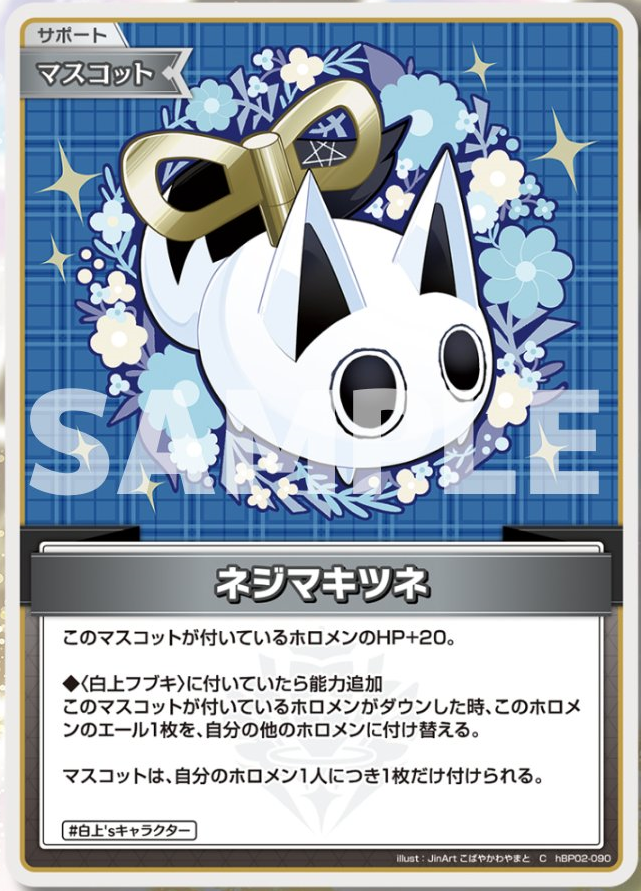 サポート
マスコット
SAMPLE
ネジマキツネ
このマスコットが付いているホロメンのHP+20。
◆〈白上フブキ〉に付いていたら能力追加
このマスコットが付いているホロメンがダウンした時、このホロメ
ンのエール1枚を、自分の他のホロメンに付け替える。
マスコットは、自分のホロメン1人につき1枚だけ付けられる。
#白上'sキャラクター
illust：JinArt こばやかわやまと C hBP02-090